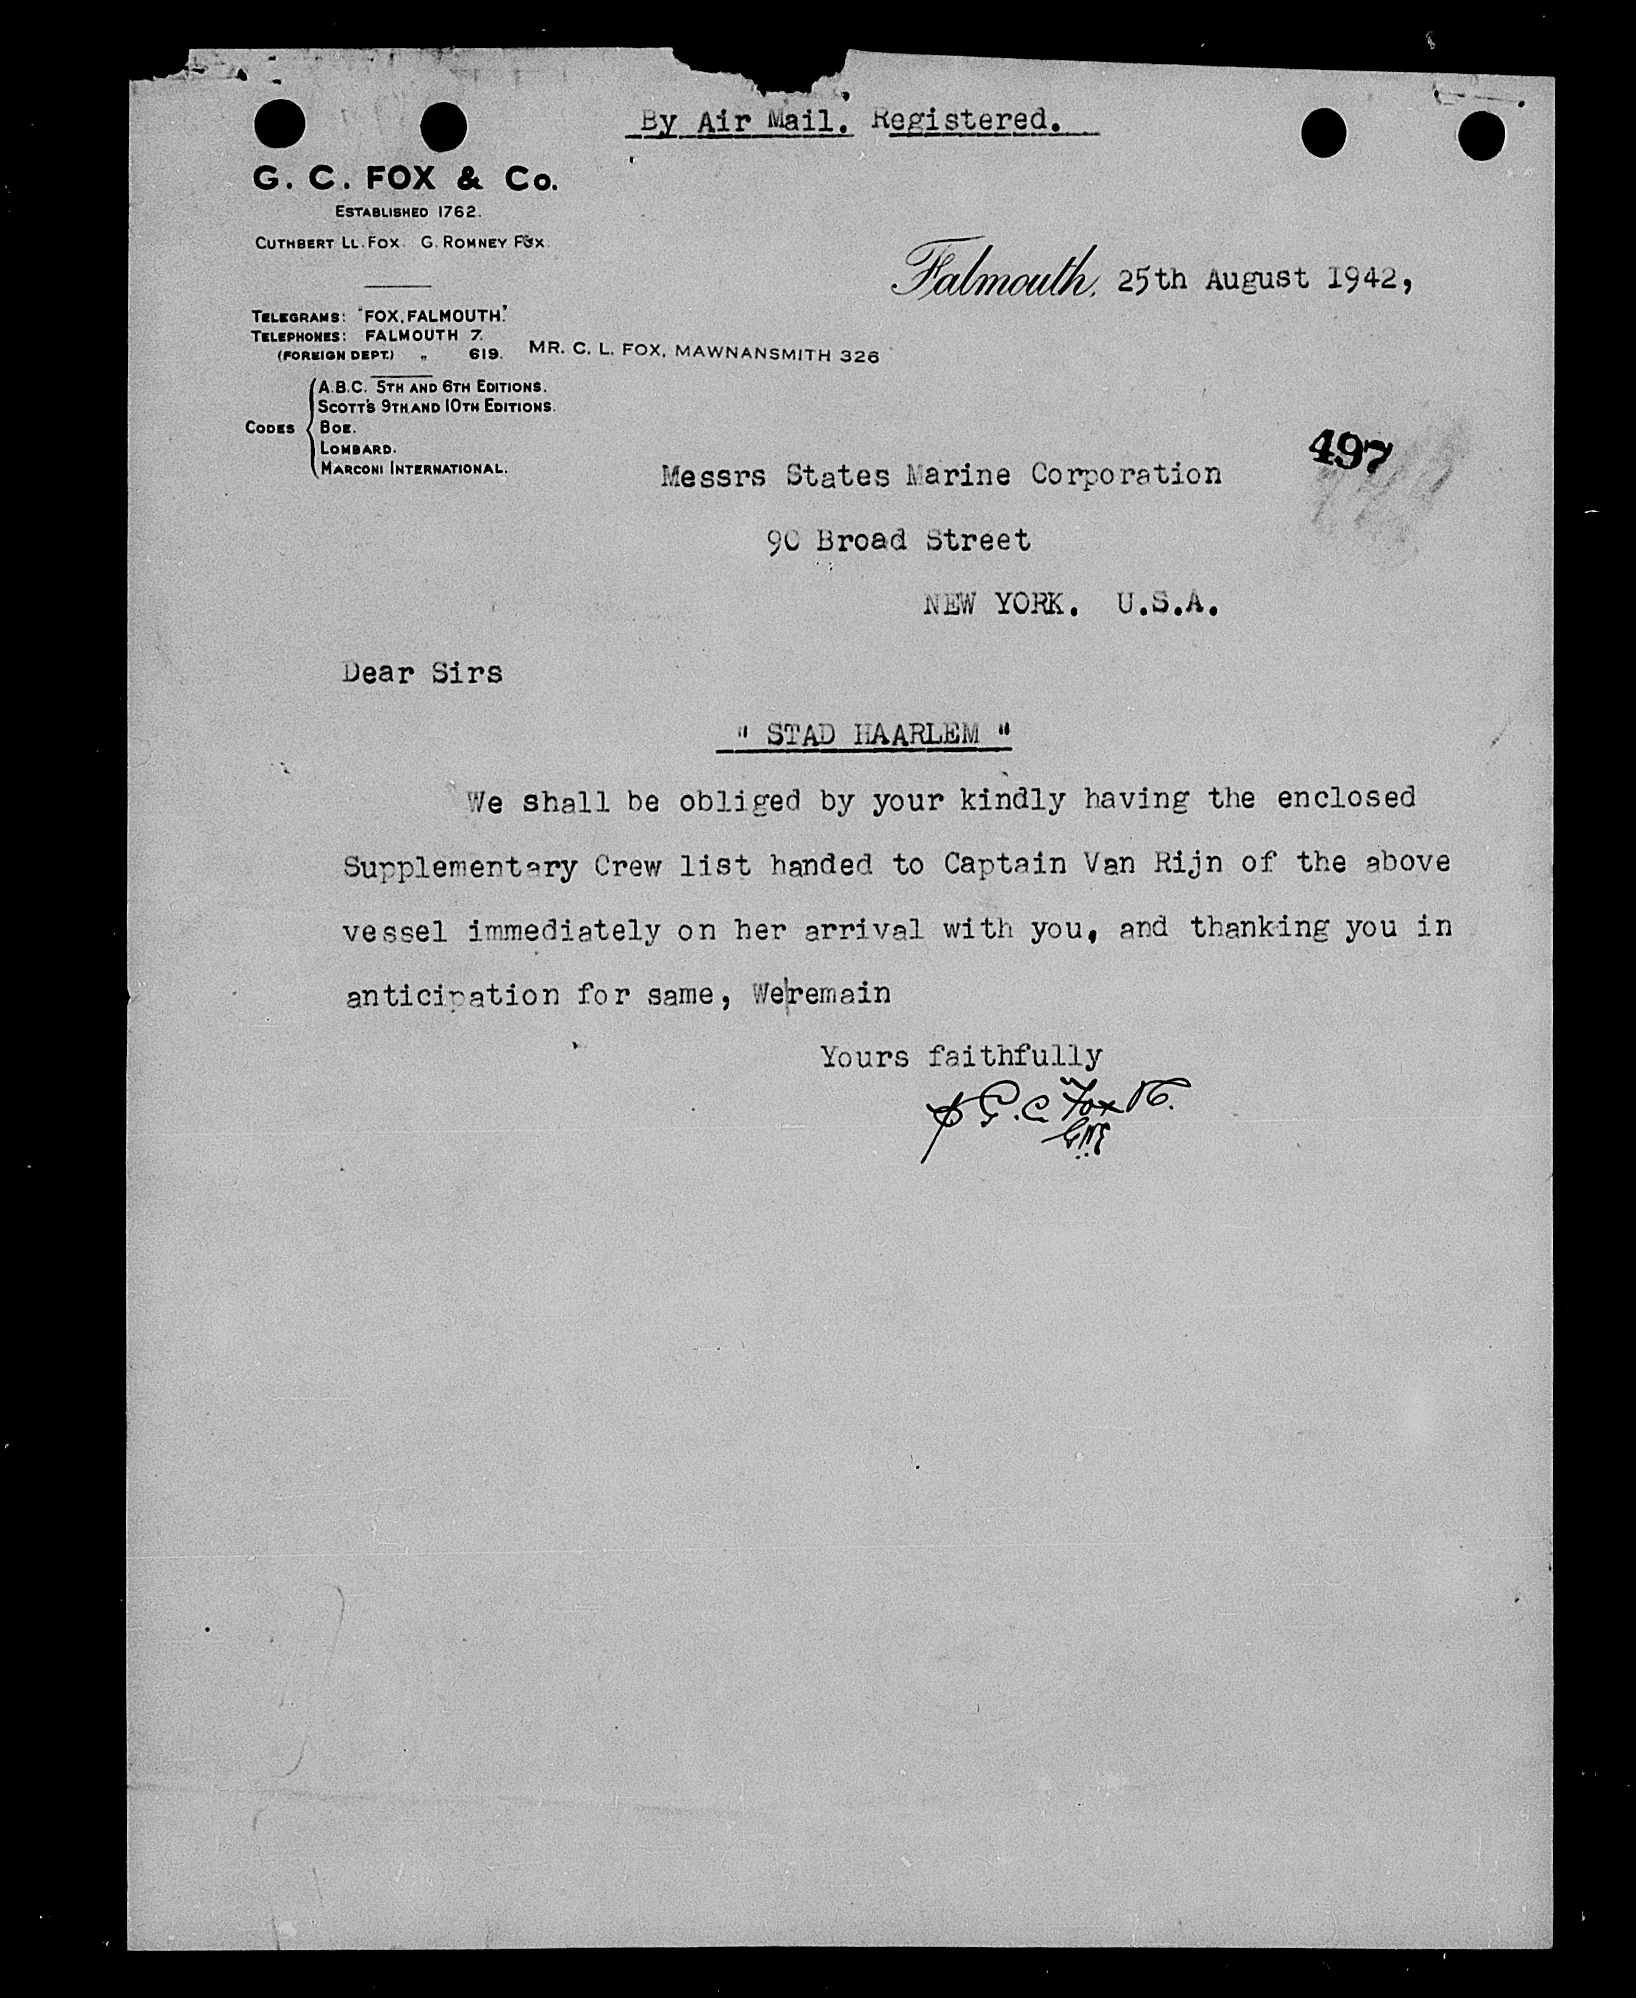 By Air Mail. Registered.
G. C. FOX & Co.
ESTABLISHED 1762.
CUTHBERT LL. FOX. G. ROMNEY FOX.
Falmouth, 25th August 1942,
TELEGRAMS: "FOX, FALMOUTH."
TELEPHONES: FALMOUTH 7.
(FOREIGN DEPT.) „ 619. MR. C. L. FOX, MAWNANSMITH 326
A.B.C. 5TH AND 6TH EDITIONS.
SCOTT'S 9TH AND 10TH EDITIONS.
CODES BOE.
LOMBARD.
MARCONI INTERNATIONAL.
497
Messrs States Marine Corporation
90 Broad Street
NEW YORK. U.S.A.
Dear Sirs
" STAD HAARLEM "
We shall be obliged by your kindly having the enclosed
Supplementary Crew list handed to Captain Van Rijn of the above
vessel immediately on her arrival with you, and thanking you in
anticipation for same, We remain
Yours faithfully
G. C. Fox & Co.